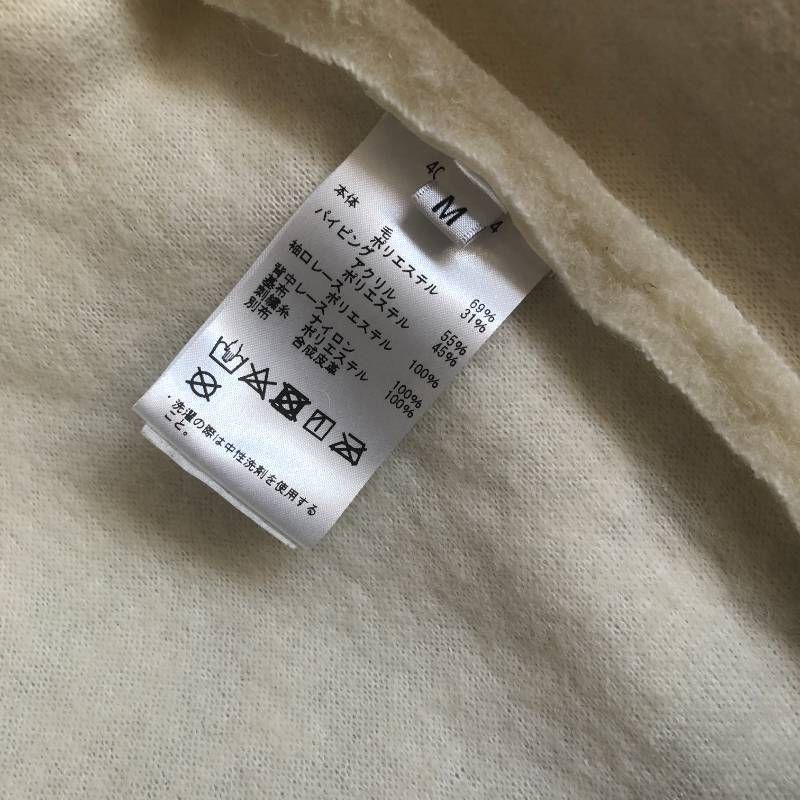 40
M
4
本体 毛 69%
ポリエステル 31%
パイピング アクリル 55%
ポリエステル 45%
袖口レース
基布 ポリエステル 100%
背中レース
刺繍糸 ナイロン 100%
ポリエステル 100%
別布 合成皮革
・洗濯の際は中性洗剤を使用する
こと。